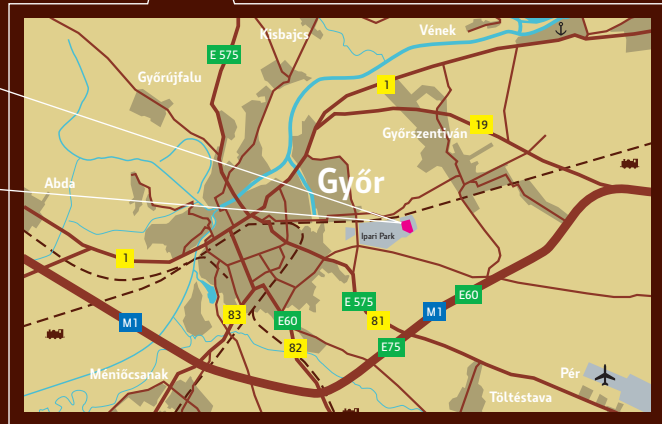 Kisbajcs
Vének
E 575
Győrújfalu
1
19
Győrszentiván
Abda
Győr
Ipari Park
1
M1
83
E60
E 575
81
M1
E60
82
E75
Ménfőcsanak
Pér
Töltéstava